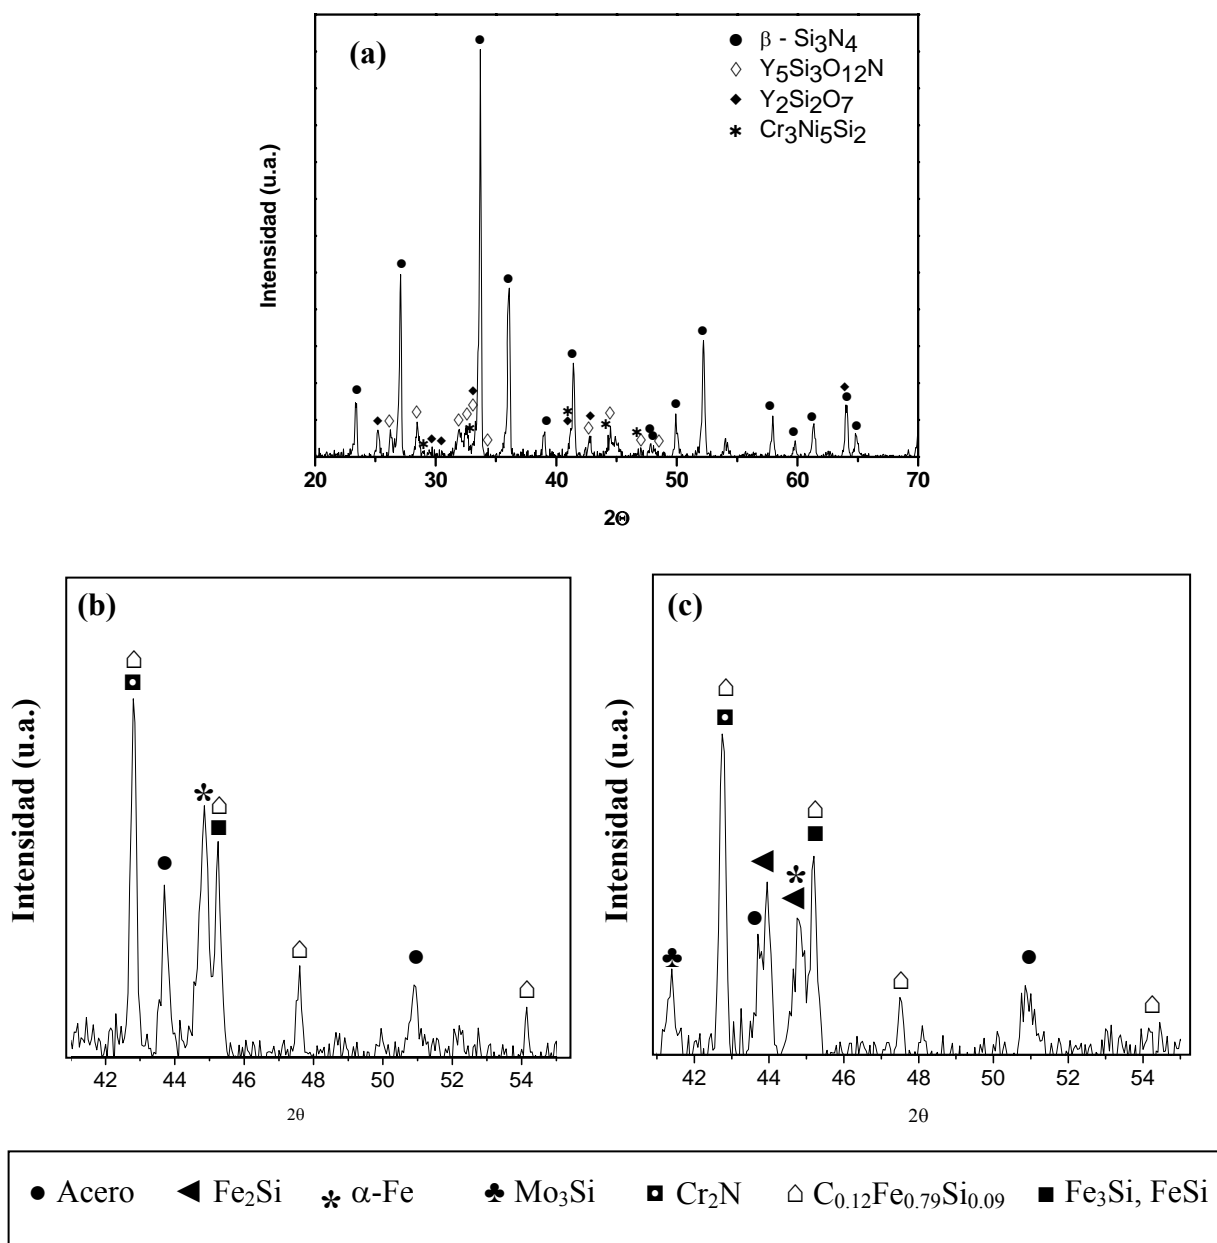 (a)
● β - Si3N4
◇ Y5Si3O12N
◆ Y2Si2O7
* Cr3Ni5Si2
Intensidad (u.a.)
20 30 40 50 60 70
2Θ
(b)
Intensidad (u.a.)
42 44 46 48 50 52 54
2θ
(c)
Intensidad (u.a.)
42 44 46 48 50 52 54
2θ
● Acero ◀ Fe2Si * α-Fe ♣ Mo3Si ◘ Cr2N ⌂ C0.12Fe0.79Si0.09 ■ Fe3Si, FeSi